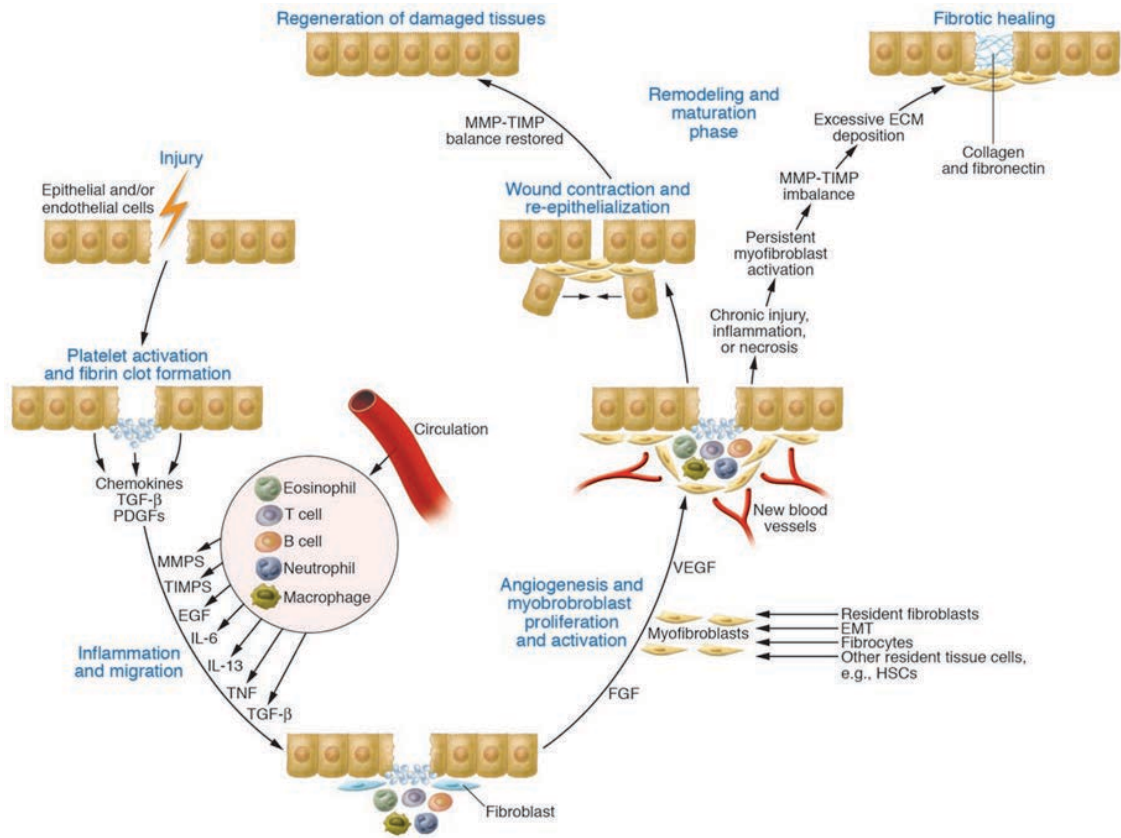 Regeneration of damaged tissues
Fibrotic healing
Remodeling and
maturation
phase
MMP-TIMP
balance restored
Excessive ECM
deposition
Collagen
and fibronectin
Injury
Epithelial and/or
endothelial cells
MMP-TIMP
imbalance
Wound contraction and
re-epithelialization
Persistent
myofibroblast
activation
Chronic injury,
inflammation,
or necrosis
Platelet activation
and fibrin clot formation
Circulation
Chemokines
TGF-β
PDGFs
Eosinophil
T cell
B cell
Neutrophil
Macrophage
MMPS
TIMPS
EGF
IL-6
IL-13
TNF
TGF-β
Inflammation
and migration
Fibroblast
New blood
vessels
VEGF
Angiogenesis and
myobrobroblast
proliferation
and activation
FGF
Myofibroblasts
Resident fibroblasts
EMT
Fibrocytes
Other resident tissue cells,
e.g., HSCs